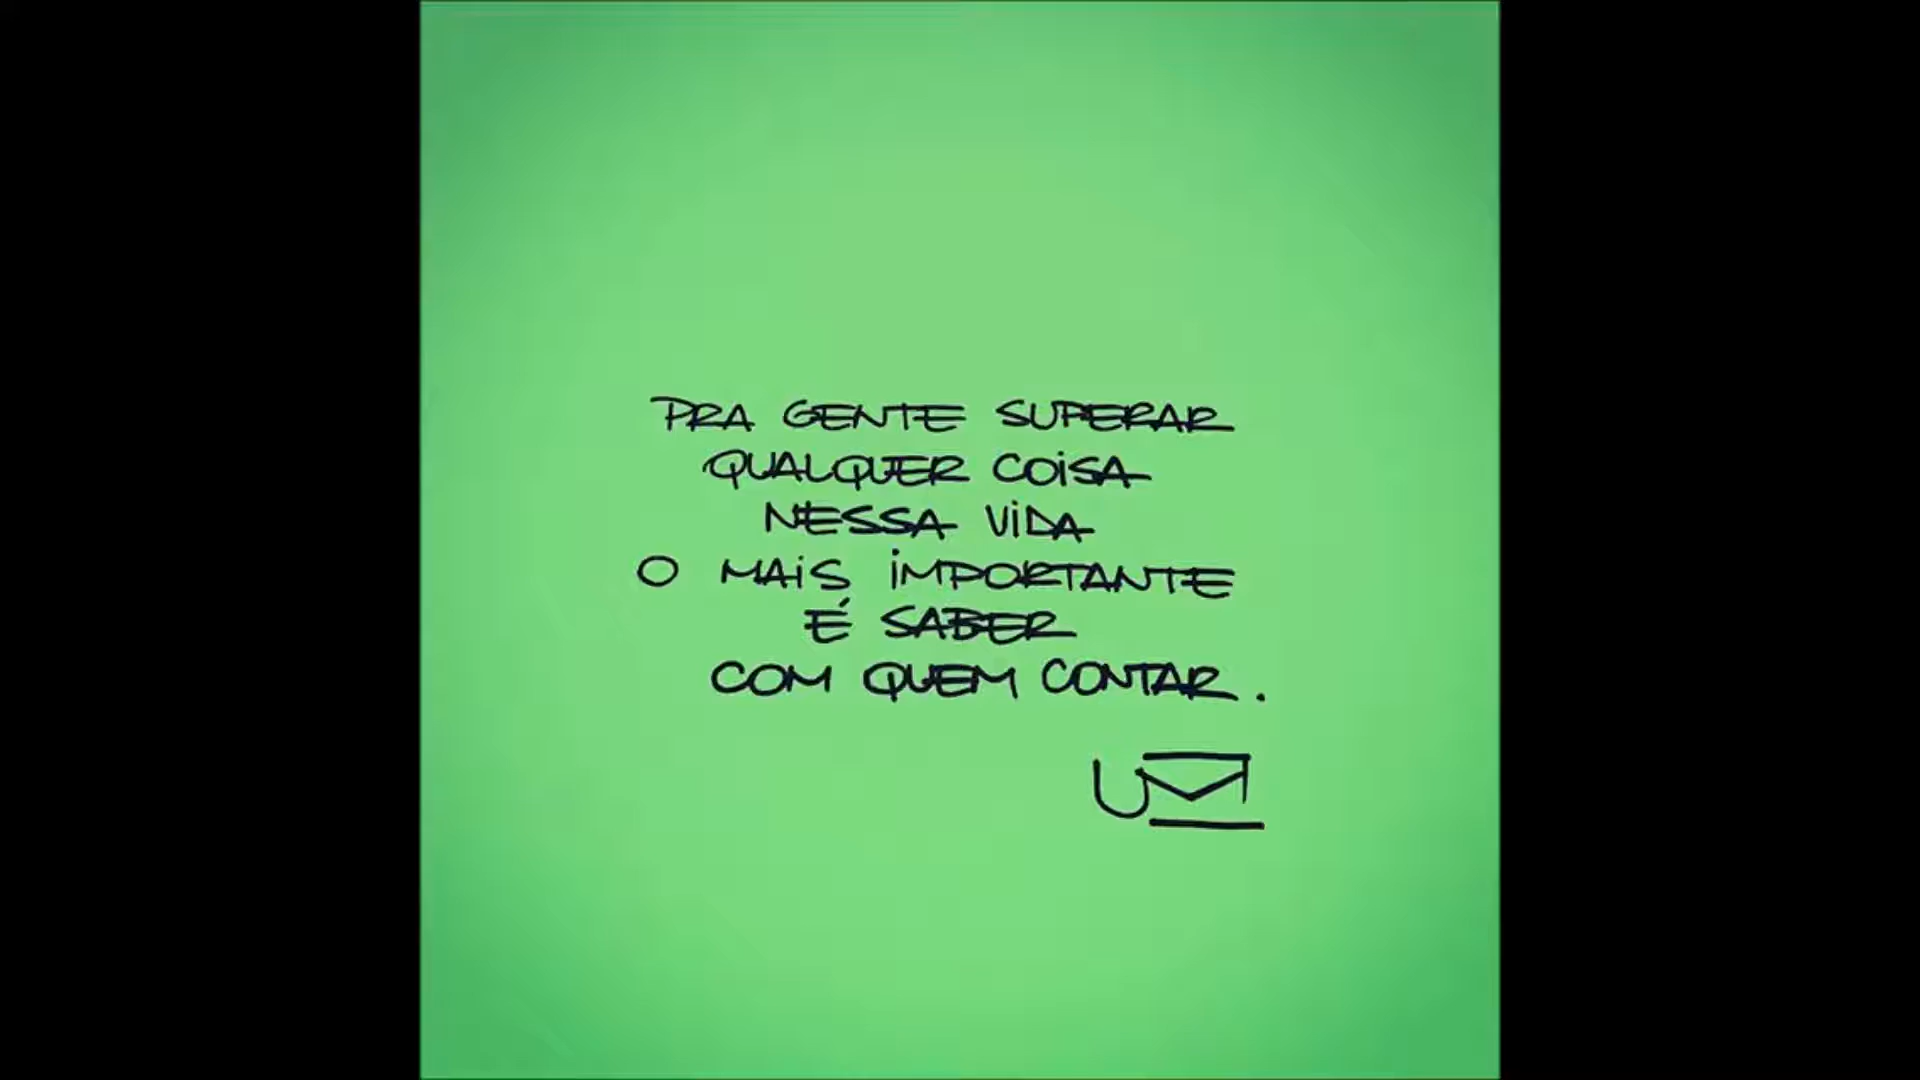 PRA GENTE SUPERAR
QUALQUER COISA
NESSA VIDA
O MAIS IMPORTANTE
É SABER
COM QUEM CONTAR.